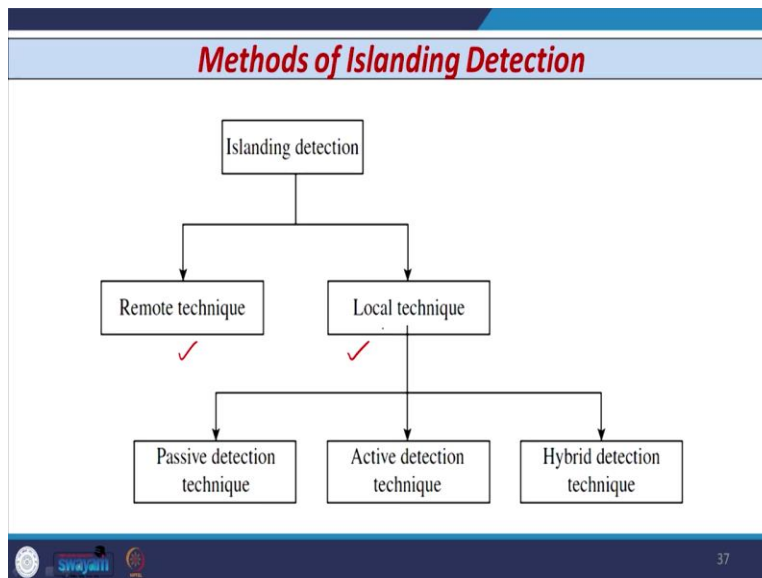 Methods of Islanding Detection
Islanding detection
Remote technique
Local technique
Passive detection
technique
Active detection
technique
Hybrid detection
technique
swayam
37